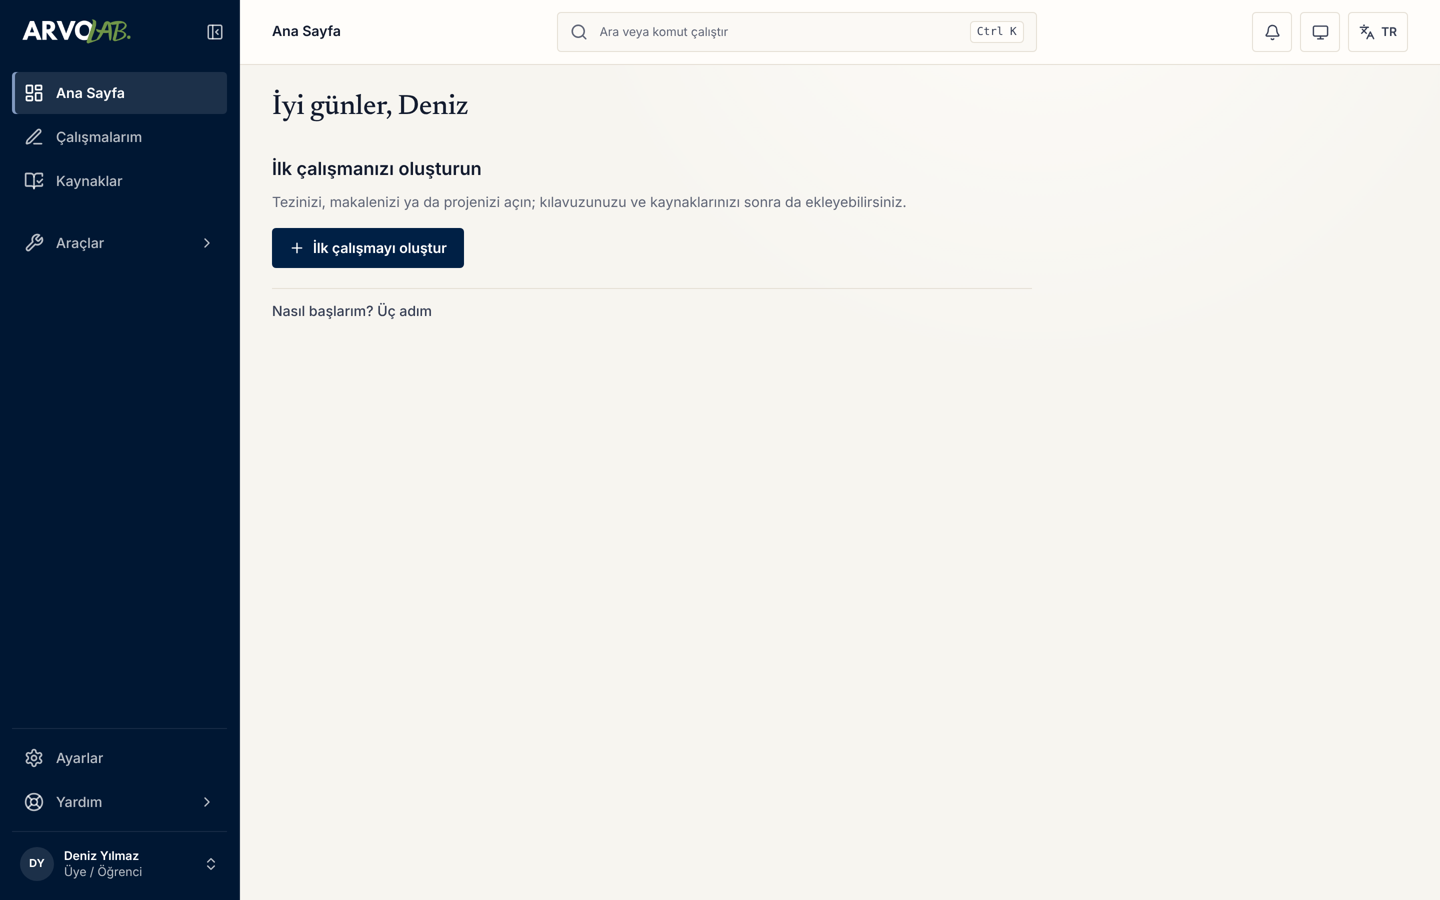 ARVOLAB.
Ana Sayfa
Çalışmalarım
Kaynaklar
Araçlar
Ayarlar
Yardım
DY
Deniz Yılmaz
Üye / Öğrenci
Ana Sayfa
Ara veya komut çalıştır
Ctrl K
TR
İyi günler, Deniz
İlk çalışmanızı oluşturun
Tezinizi, makalenizi ya da projenizi açın; kılavuzunuzu ve kaynaklarınızı sonra da ekleyebilirsiniz.
İlk çalışmayı oluştur
Nasıl başlarım? Üç adım